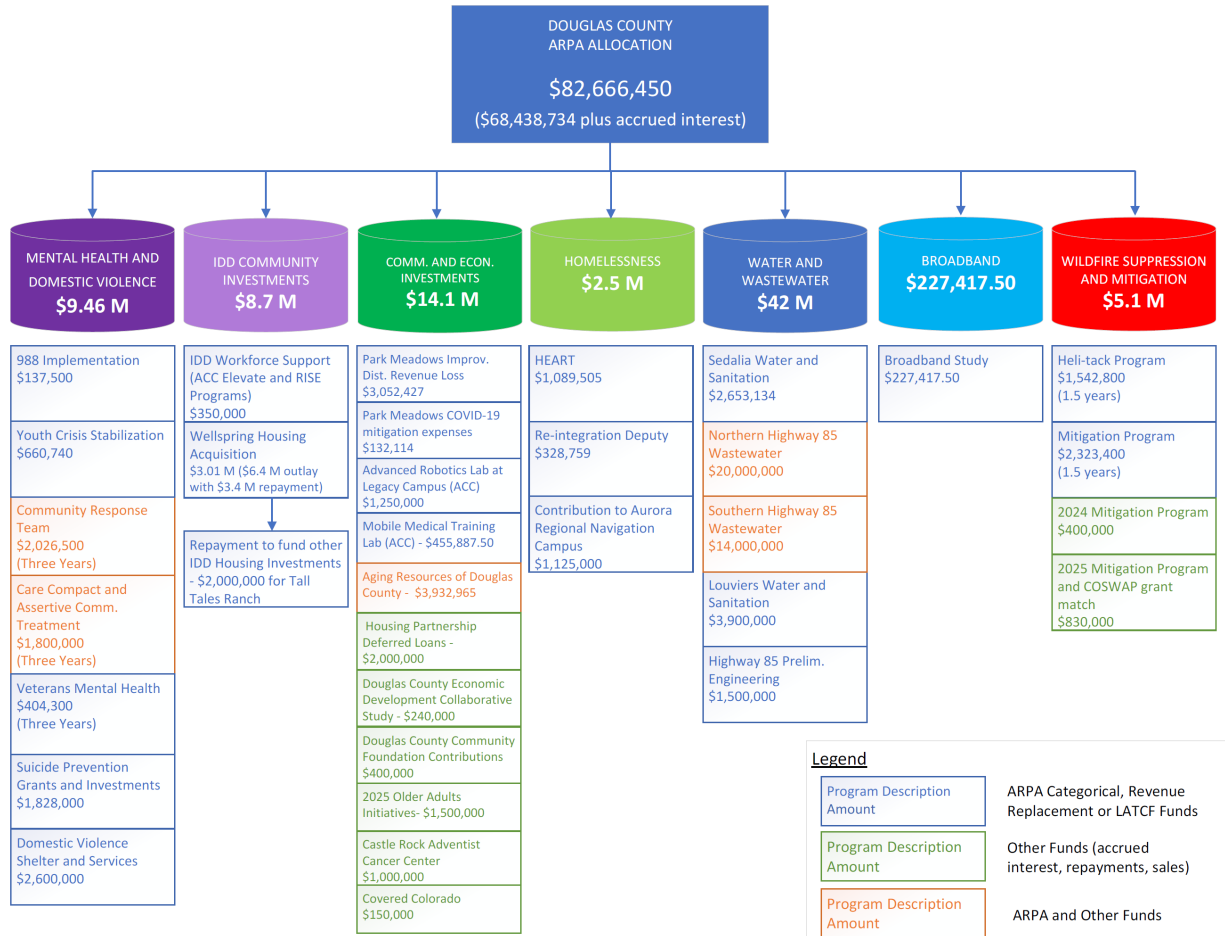 DOUGLAS COUNTY
ARPA ALLOCATION
$82,666,450
($68,438,734 plus accrued interest)
MENTAL HEALTH AND
DOMESTIC VIOLENCE
$9.46 M
988 Implementation
$137,500
Youth Crisis Stabilization
$660,740
Community Response
Team
$2,026,500
(Three Years)
Care Compact and
Assertive Comm.
Treatment
$1,800,000
(Three Years)
Veterans Mental Health
$404,300
(Three Years)
Suicide Prevention
Grants and Investments
$1,828,000
Domestic Violence
Shelter and Services
$2,600,000
IDD COMMUNITY
INVESTMENTS
$8.7 M
IDD Workforce Support
(ACC Elevate and RISE
Programs)
$350,000
Wellspring Housing
Acquisition
$3.01 M ($6.4 M outlay
with $3.4 M repayment)
Repayment to fund other
IDD Housing Investments
- $2,000,000 for Tall
Tales Ranch
COMM. AND ECON.
INVESTMENTS
$14.1 M
Park Meadows Improv.
Dist. Revenue Loss
$3,052,427
Park Meadows COVID-19
mitigation expenses
$132,114
Advanced Robotics Lab at
Legacy Campus (ACC)
$1,250,000
Mobile Medical Training
Lab (ACC) - $455,887.50
Aging Resources of Douglas
County - $3,932,965
Housing Partnership
Deferred Loans -
$2,000,000
Douglas County Economic
Development Collaborative
Study - $240,000
Douglas County Community
Foundation Contributions
$400,000
2025 Older Adults
Initiatives- $1,500,000
Castle Rock Adventist
Cancer Center
$1,000,000
Covered Colorado
$150,000
HOMELESSNESS
$2.5 M
HEART
$1,089,505
Re-integration Deputy
$328,759
Contribution to Aurora
Regional Navigation
Campus
$1,125,000
WATER AND
WASTEWATER
$42 M
Sedalia Water and
Sanitation
$2,653,134
Northern Highway 85
Wastewater
$20,000,000
Southern Highway 85
Wastewater
$14,000,000
Louviers Water and
Sanitation
$3,900,000
Highway 85 Prelim.
Engineering
$1,500,000
BROADBAND
$227,417.50
Broadband Study
$227,417.50
WILDFIRE SUPPRESSION
AND MITIGATION
$5.1 M
Heli-tack Program
$1,542,800
(1.5 years)
Mitigation Program
$2,323,400
(1.5 years)
2024 Mitigation Program
$400,000
2025 Mitigation Program
and COSWAP grant
match
$830,000
Legend
Program Description
Amount
ARPA Categorical, Revenue
Replacement or LATCF Funds
Program Description
Amount
Other Funds (accrued
interest, repayments, sales)
Program Description
Amount
ARPA and Other Funds